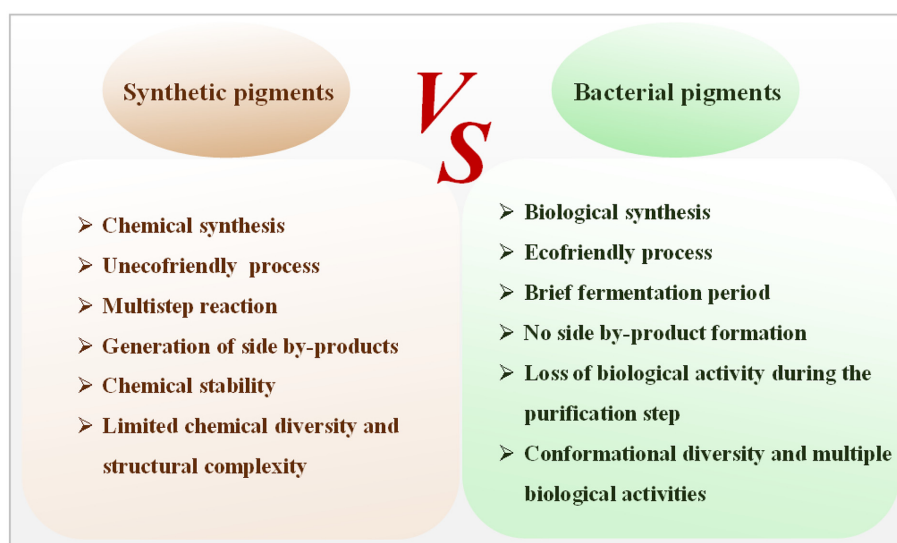 Synthetic pigments
VS
Bacterial pigments
➢ Chemical synthesis
➢ Unecofriendly process
➢ Multistep reaction
➢ Generation of side by-products
➢ Chemical stability
➢ Limited chemical diversity and
structural complexity
➢ Biological synthesis
➢ Ecofriendly process
➢ Brief fermentation period
➢ No side by-product formation
➢ Loss of biological activity during the
purification step
➢ Conformational diversity and multiple
biological activities